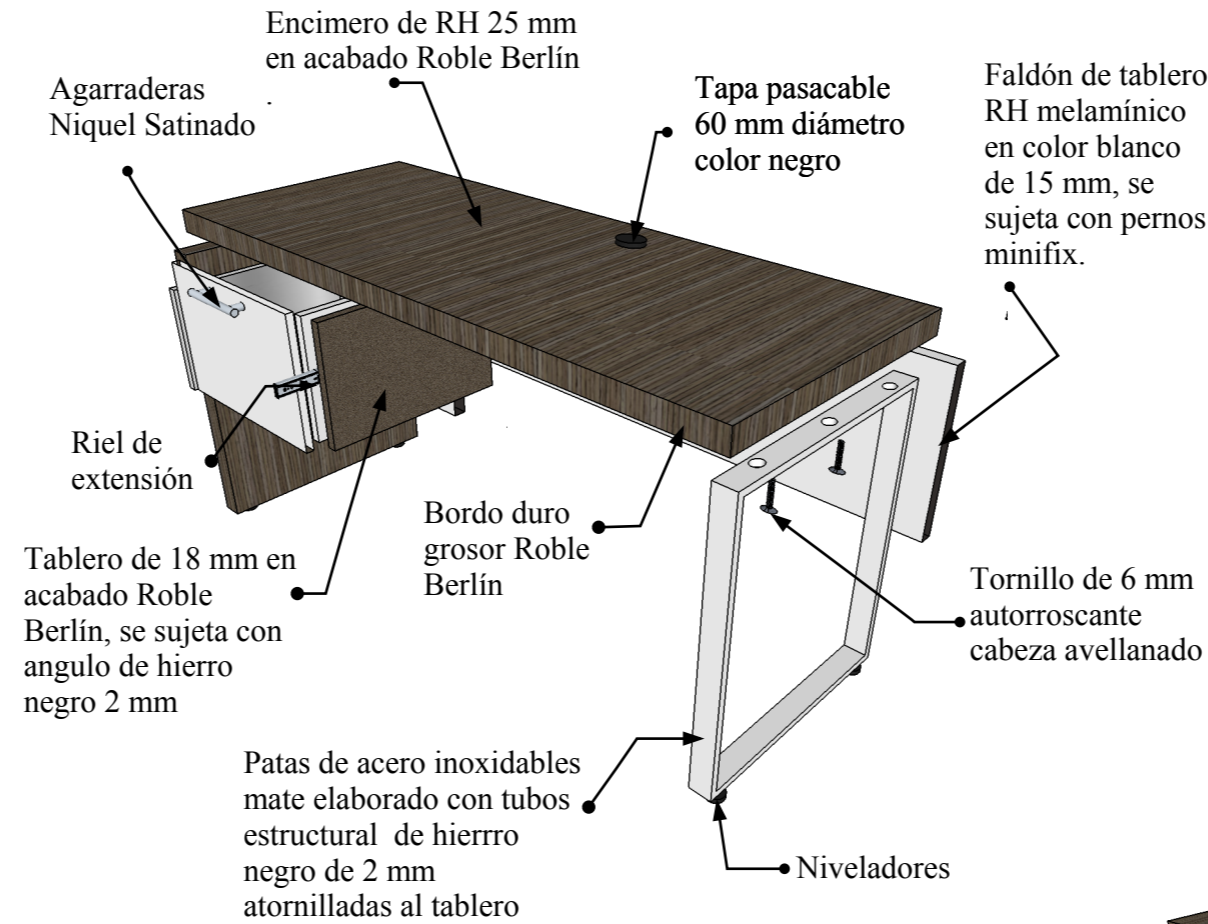 Encimero de RH 25 mm
en acabado Roble Berlín
Agarraderas
Niquel Satinado
Tapa pasacable
60 mm diámetro
color negro
Faldón de tablero
RH melamínico
en color blanco
de 15 mm, se
sujeta con pernos
minifix.
Riel de
extensión
Bordo duro
grosor Roble
Berlín
Tablero de 18 mm en
acabado Roble
Berlín, se sujeta con
angulo de hierro
negro 2 mm
Tornillo de 6 mm
autorroscante
cabeza avellanado
Patas de acero inoxidables
mate elaborado con tubos
estructural de hierrro
negro de 2 mm
atornilladas al tablero
Niveladores